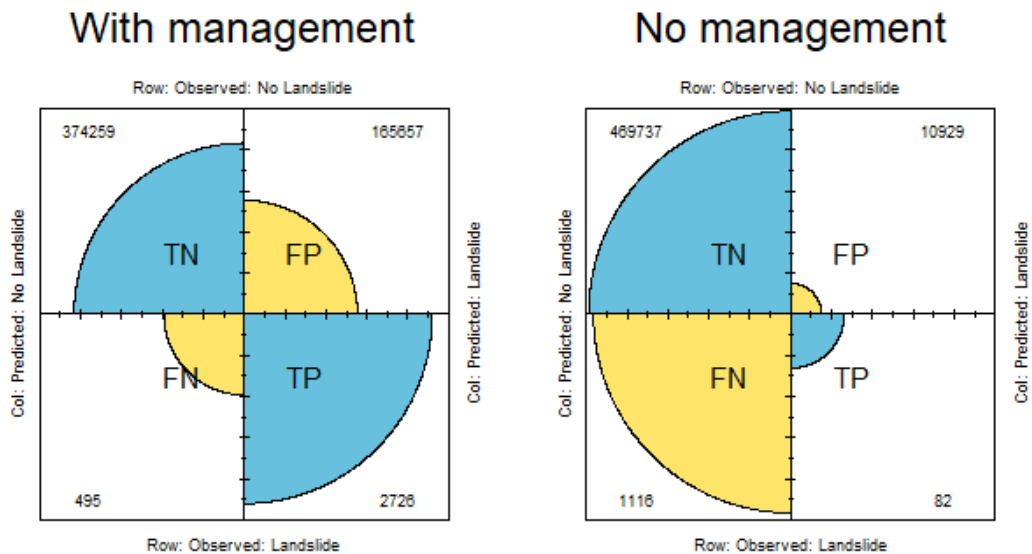 With management
Row: Observed: No Landslide
374259
165657
TN
FP
FN
TP
495
2726
Col: Predicted: No Landslide
Col: Predicted: Landslide
Row: Observed: Landslide
No management
Row: Observed: No Landslide
469737
10929
TN
FP
FN
TP
1116
82
Col: Predicted: No Landslide
Col: Predicted: Landslide
Row: Observed: Landslide